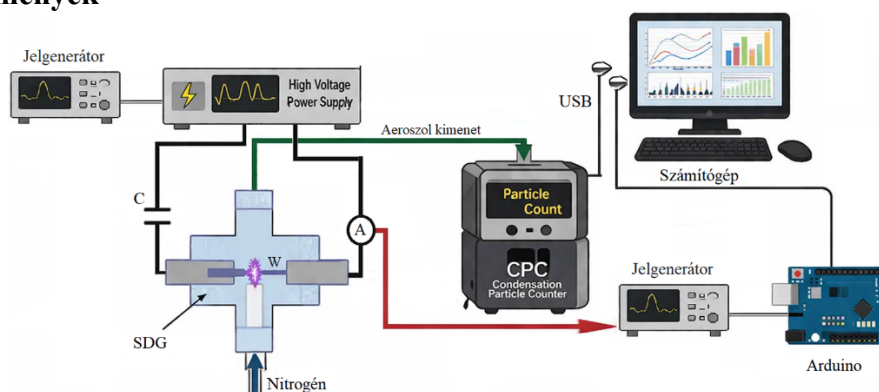 Jelgenerátor
High Voltage
Power Supply
Aeroszol kimenet
USB
Számítógép
C
A
Particle
Count
W
CPC
Condensation
Particle Counter
Jelgenerátor
SDG
Arduino
Nitrogén